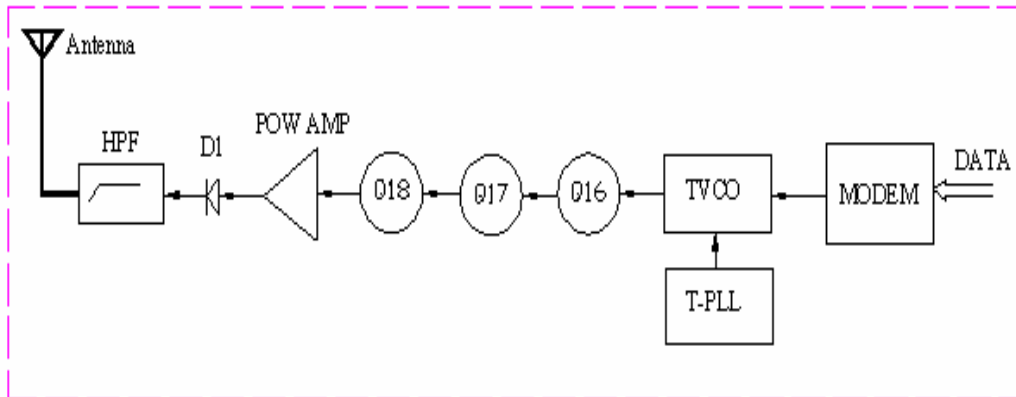 Antenna
HPF
D1
POW AMP
Q18
Q17
Q16
TVCO
MODEM
DATA
T-PLL